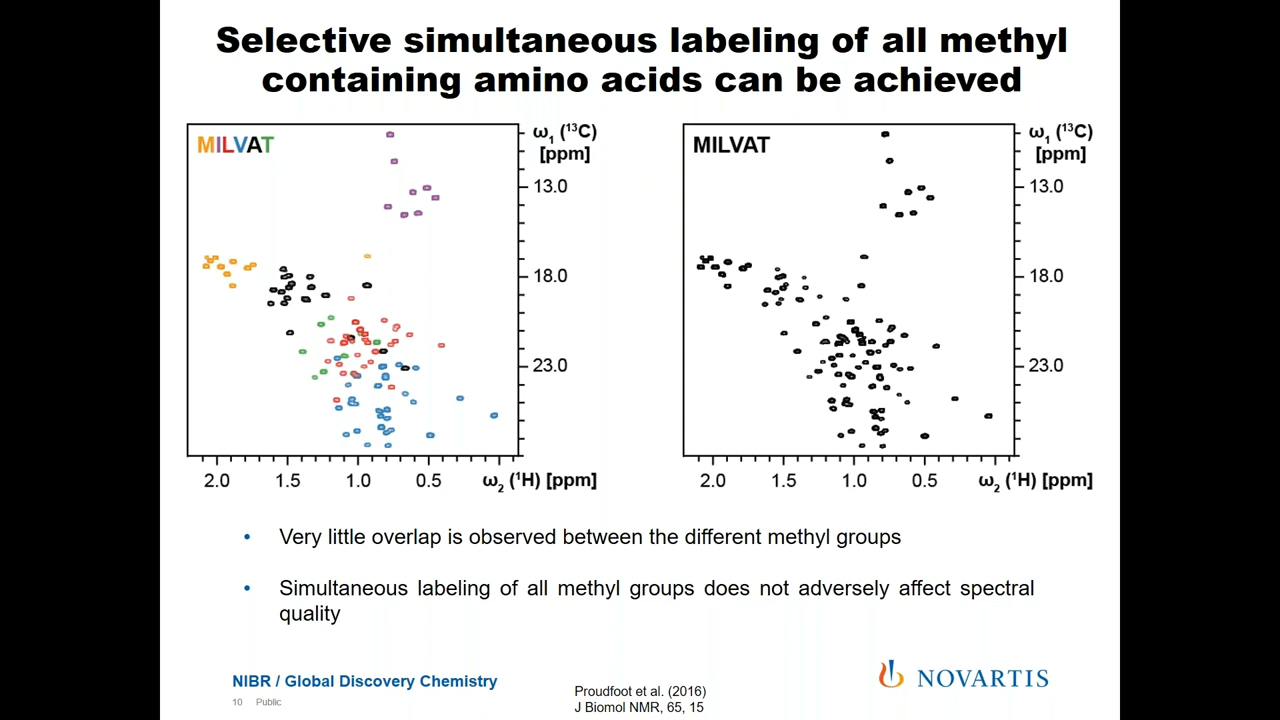 Selective simultaneous labeling of all methyl
containing amino acids can be achieved
MILVAT
ω1 (13C)
[ppm]
13.0
18.0
23.0
2.0 1.5 1.0 0.5 ω2 (1H) [ppm]
MILVAT
ω1 (13C)
[ppm]
13.0
18.0
23.0
2.0 1.5 1.0 0.5 ω2 (1H) [ppm]
• Very little overlap is observed between the different methyl groups
• Simultaneous labeling of all methyl groups does not adversely affect spectral
quality
NIBR / Global Discovery Chemistry
10 Public
Proudfoot et al. (2016)
J Biomol NMR, 65, 15
NOVARTIS